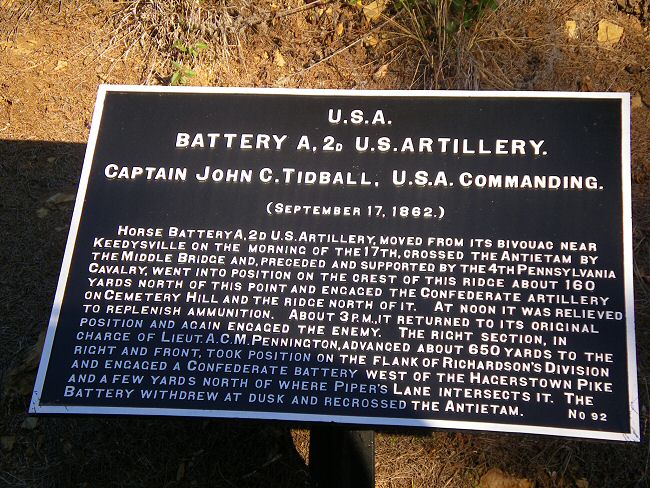 U.S.A.
BATTERY A, 2D U.S. ARTILLERY.
CAPTAIN JOHN C. TIDBALL, U.S.A. COMMANDING.
(SEPTEMBER 17, 1862.)
HORSE BATTERY A, 2D U.S. ARTILLERY, MOVED FROM ITS BIVOUAC NEAR
KEEDYSVILLE ON THE MORNING OF THE 17TH, CROSSED THE ANTIETAM BY
THE MIDDLE BRIDGE AND, PRECEDED AND SUPPORTED BY THE 4TH PENNSYLVANIA
CAVALRY, WENT INTO POSITION ON THE CREST OF THIS RIDGE ABOUT 160
YARDS NORTH OF THIS POINT AND ENGAGED THE CONFEDERATE ARTILLERY
ON CEMETERY HILL AND THE RIDGE NORTH OF IT. AT NOON IT WAS RELIEVED
TO REPLENISH AMMUNITION. ABOUT 3 P.M., IT RETURNED TO ITS ORIGINAL
POSITION AND AGAIN ENGAGED THE ENEMY. THE RIGHT SECTION, IN
CHARGE OF LIEUT. A.C.M. PENNINGTON, ADVANCED ABOUT 650 YARDS TO THE
RIGHT AND FRONT, TOOK POSITION ON THE FLANK OF RICHARDSON'S DIVISION
AND ENGAGED A CONFEDERATE BATTERY WEST OF THE HAGERSTOWN PIKE
AND A FEW YARDS NORTH OF WHERE PIPER'S LANE INTERSECTS IT. THE
BATTERY WITHDREW AT DUSK AND RECROSSED THE ANTIETAM. NO 92